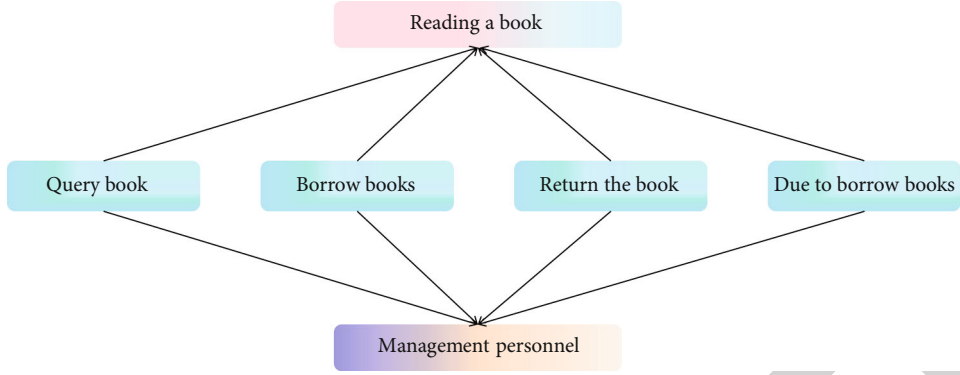 Reading a book
Query book
Borrow books
Return the book
Due to borrow books
Management personnel